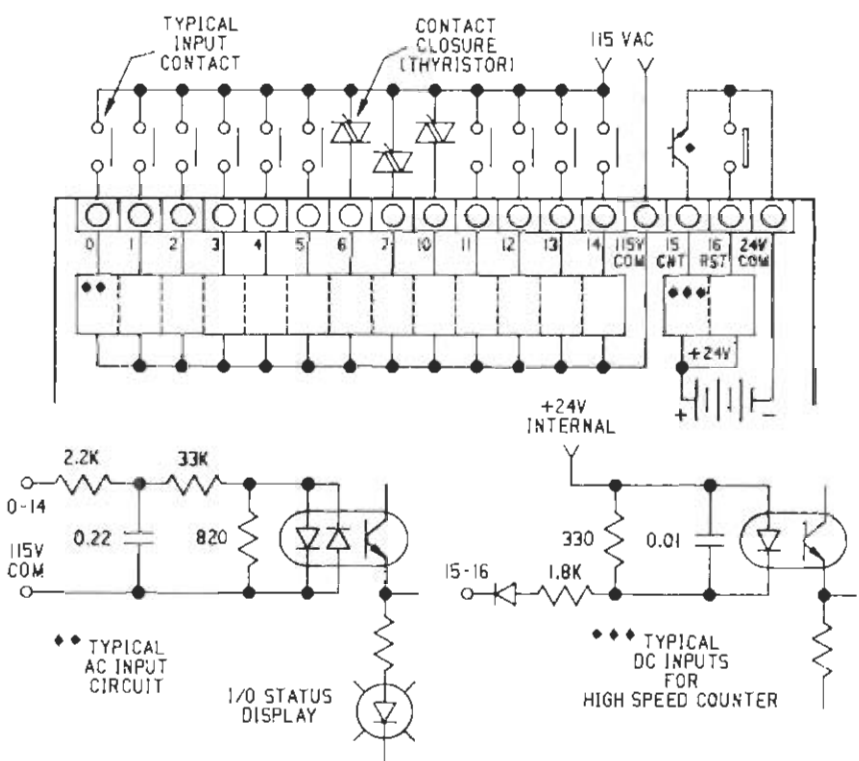 TYPICAL
INPUT
CONTACT
CONTACT
CLOSURE
(THYRISTOR)
115 VAC
0 1 2 3 4 5 6 7 10 11 12 13 14 115V COM 15 CNT 16 RST 24V COM
+24V
+ -
+24V
INTERNAL
2.2K
33K
0-14
0.22
820
115V
COM
330
0.01
15-16
1.8K
TYPICAL
AC INPUT
CIRCUIT
I/O STATUS
DISPLAY
TYPICAL
DC INPUTS
FOR
HIGH SPEED COUNTER